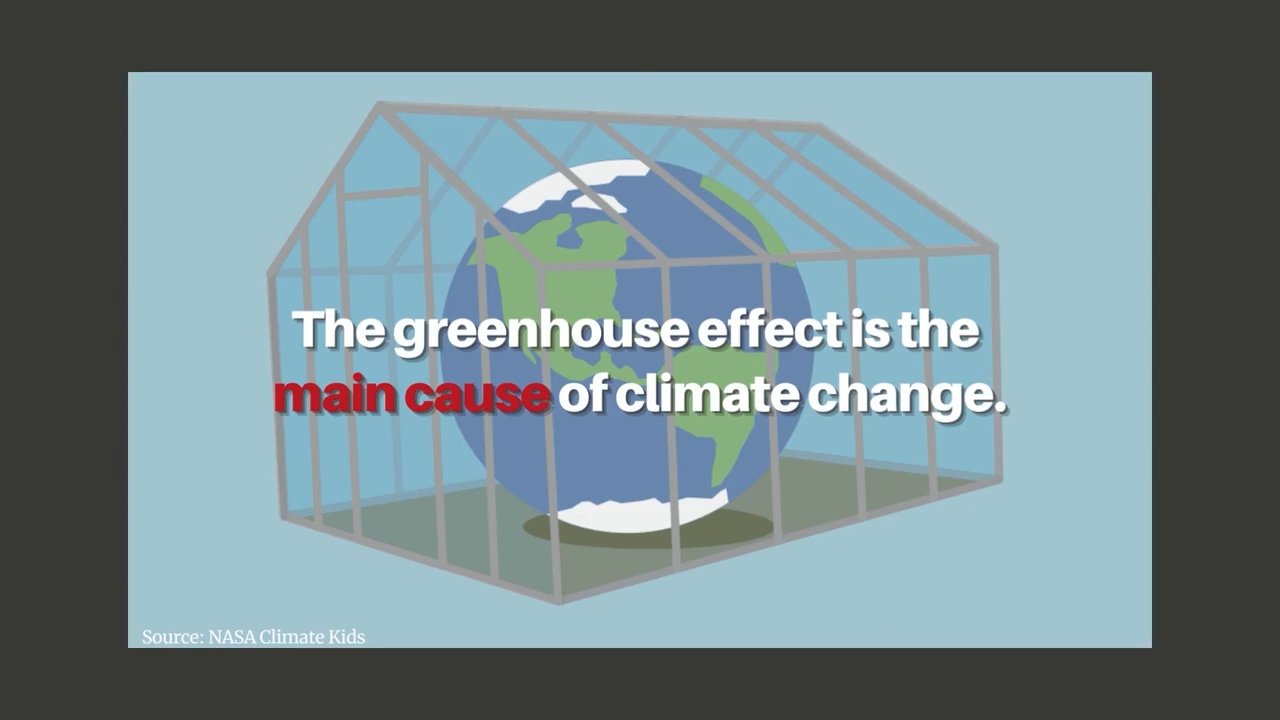 The greenhouse effect is the
main cause of climate change.
Source: NASA Climate Kids